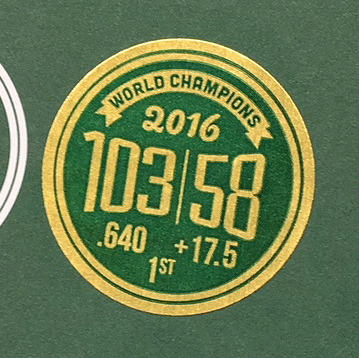 WORLD CHAMPIONS
2016
103|58
.640 +17.5
1ST